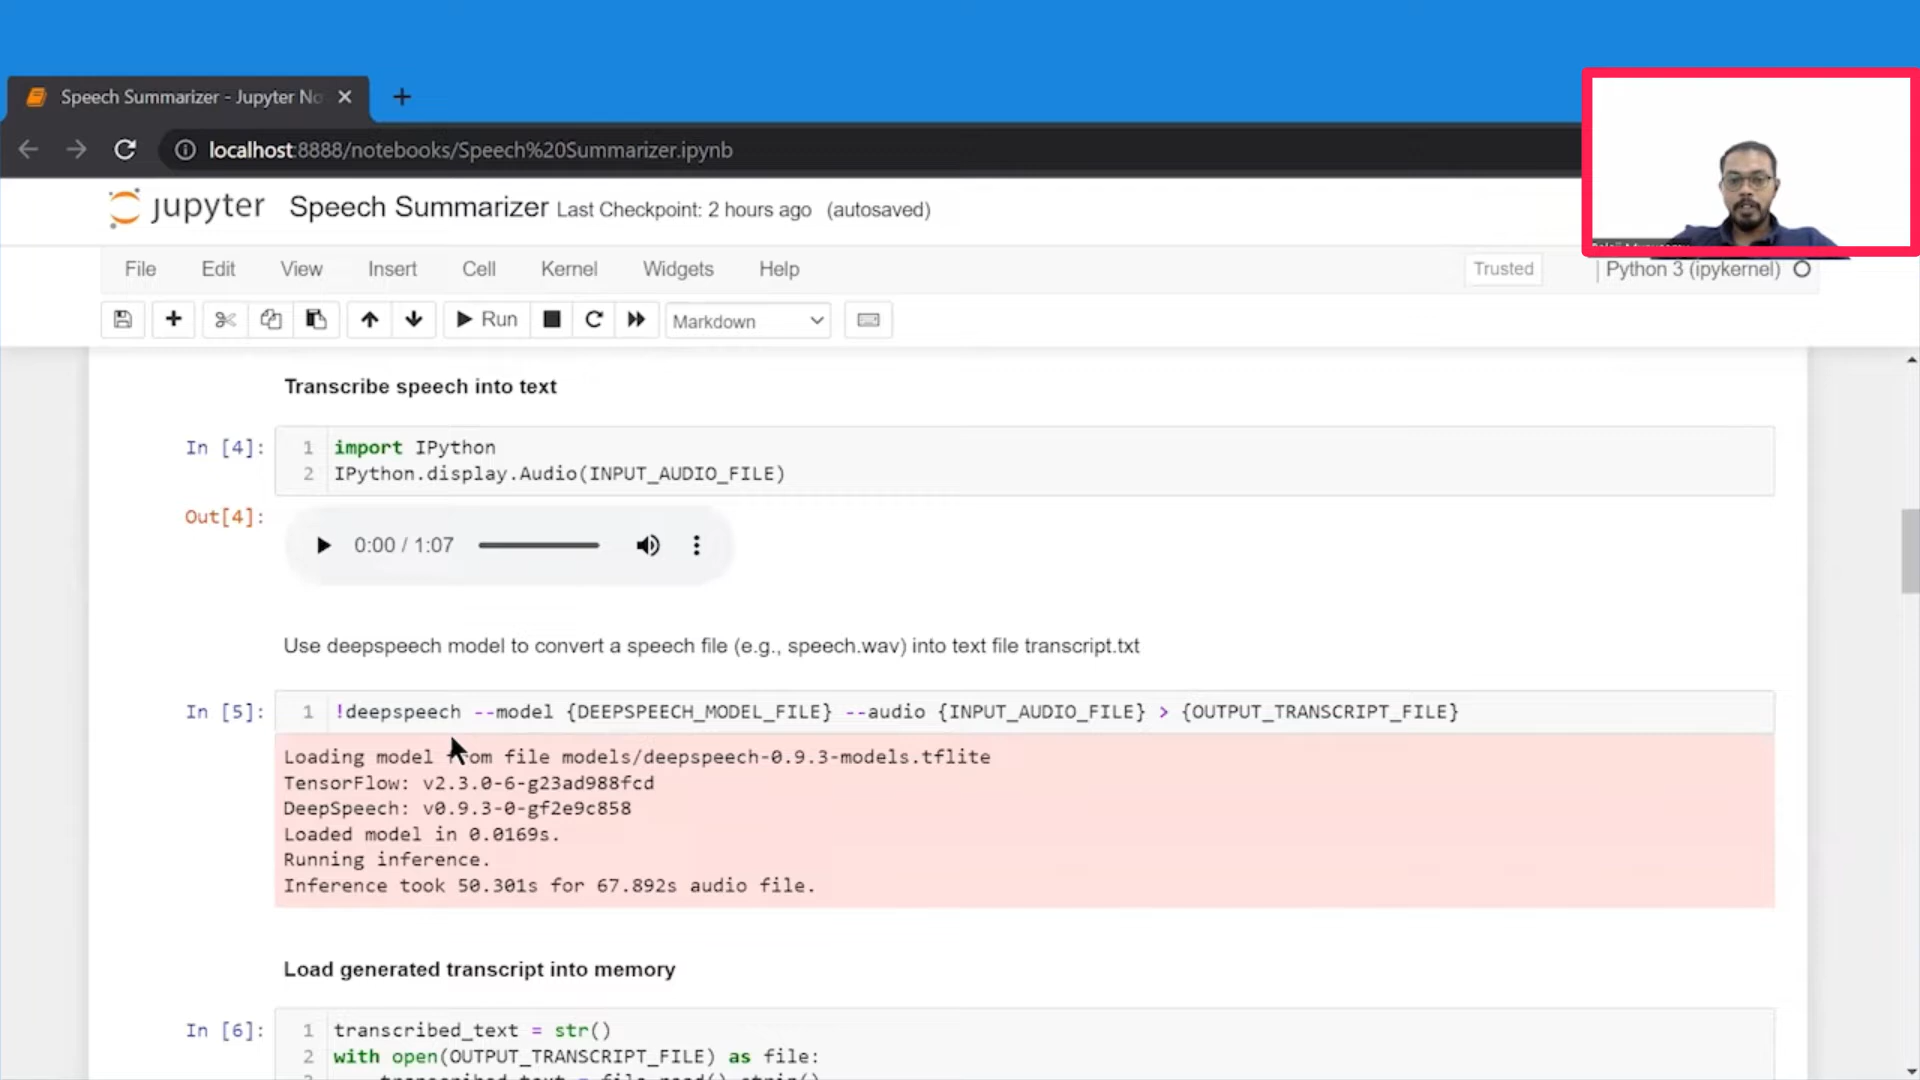 Speech Summarizer - Jupyter No
localhost:8888/notebooks/Speech%20Summarizer.ipynb
jupyter Speech Summarizer Last Checkpoint: 2 hours ago (autosaved)
File Edit View Insert Cell Kernel Widgets Help Trusted Python 3 (ipykernel)
Run Markdown
Transcribe speech into text
In [4]: 1 import IPython
2 IPython.display.Audio(INPUT_AUDIO_FILE)
Out[4]:
0:00 / 1:07
Use deepspeech model to convert a speech file (e.g., speech.wav) into text file transcript.txt
In [5]: 1 !deepspeech --model {DEEPSPEECH_MODEL_FILE} --audio {INPUT_AUDIO_FILE} > {OUTPUT_TRANSCRIPT_FILE}
Loading model from file models/deepspeech-0.9.3-models.tflite
TensorFlow: v2.3.0-6-g23ad988fcd
DeepSpeech: v0.9.3-0-gf2e9c858
Loaded model in 0.0169s.
Running inference.
Inference took 50.301s for 67.892s audio file.
Load generated transcript into memory
In [6]: 1 transcribed_text = str()
2 with open(OUTPUT_TRANSCRIPT_FILE) as file: